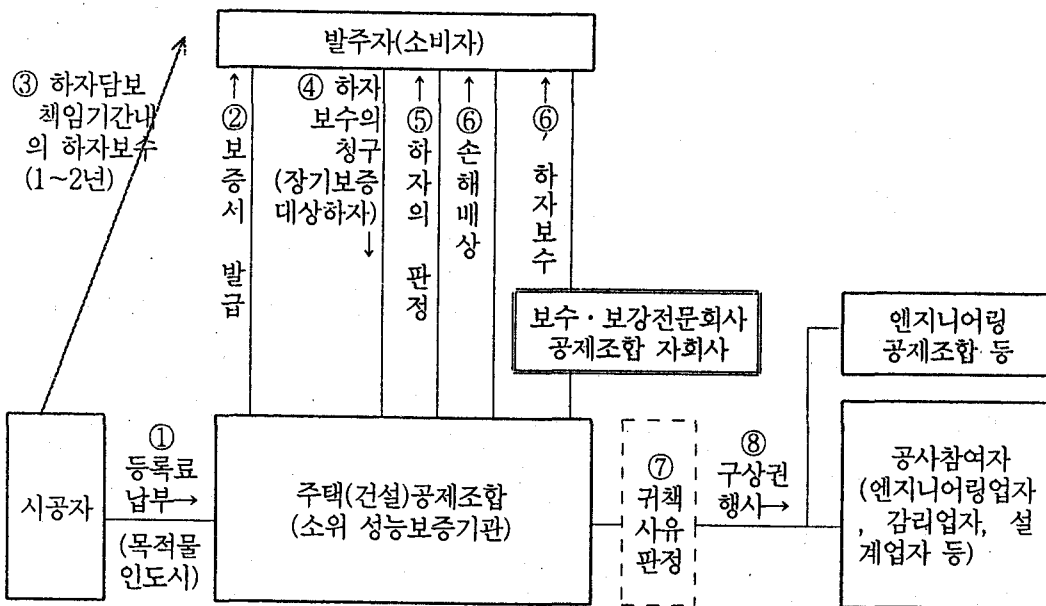 발주자(소비자)
③ 하자담보
책임기간내
의 하자보수
(1~2년)
↑
②
보
증
서
발
급
④ 하자
보수의
청구
(장기보증
대상하자)
↓
↑
⑤
하
자
의
판
정
↑
⑥
손
해
배
상
↑
⑥'
하
자
보
수
보수·보강전문회사
공제조합 자회사
엔지니어링
공제조합 등
시공자
①
등록료
납부→
(목적물
인도시)
주택(건설)공제조합
(소위 성능보증기관)
⑦
귀책
사유
판정
⑧
구상권
행사→
공사참여자
(엔지니어링업자
, 감리업자, 설
계업자 등)